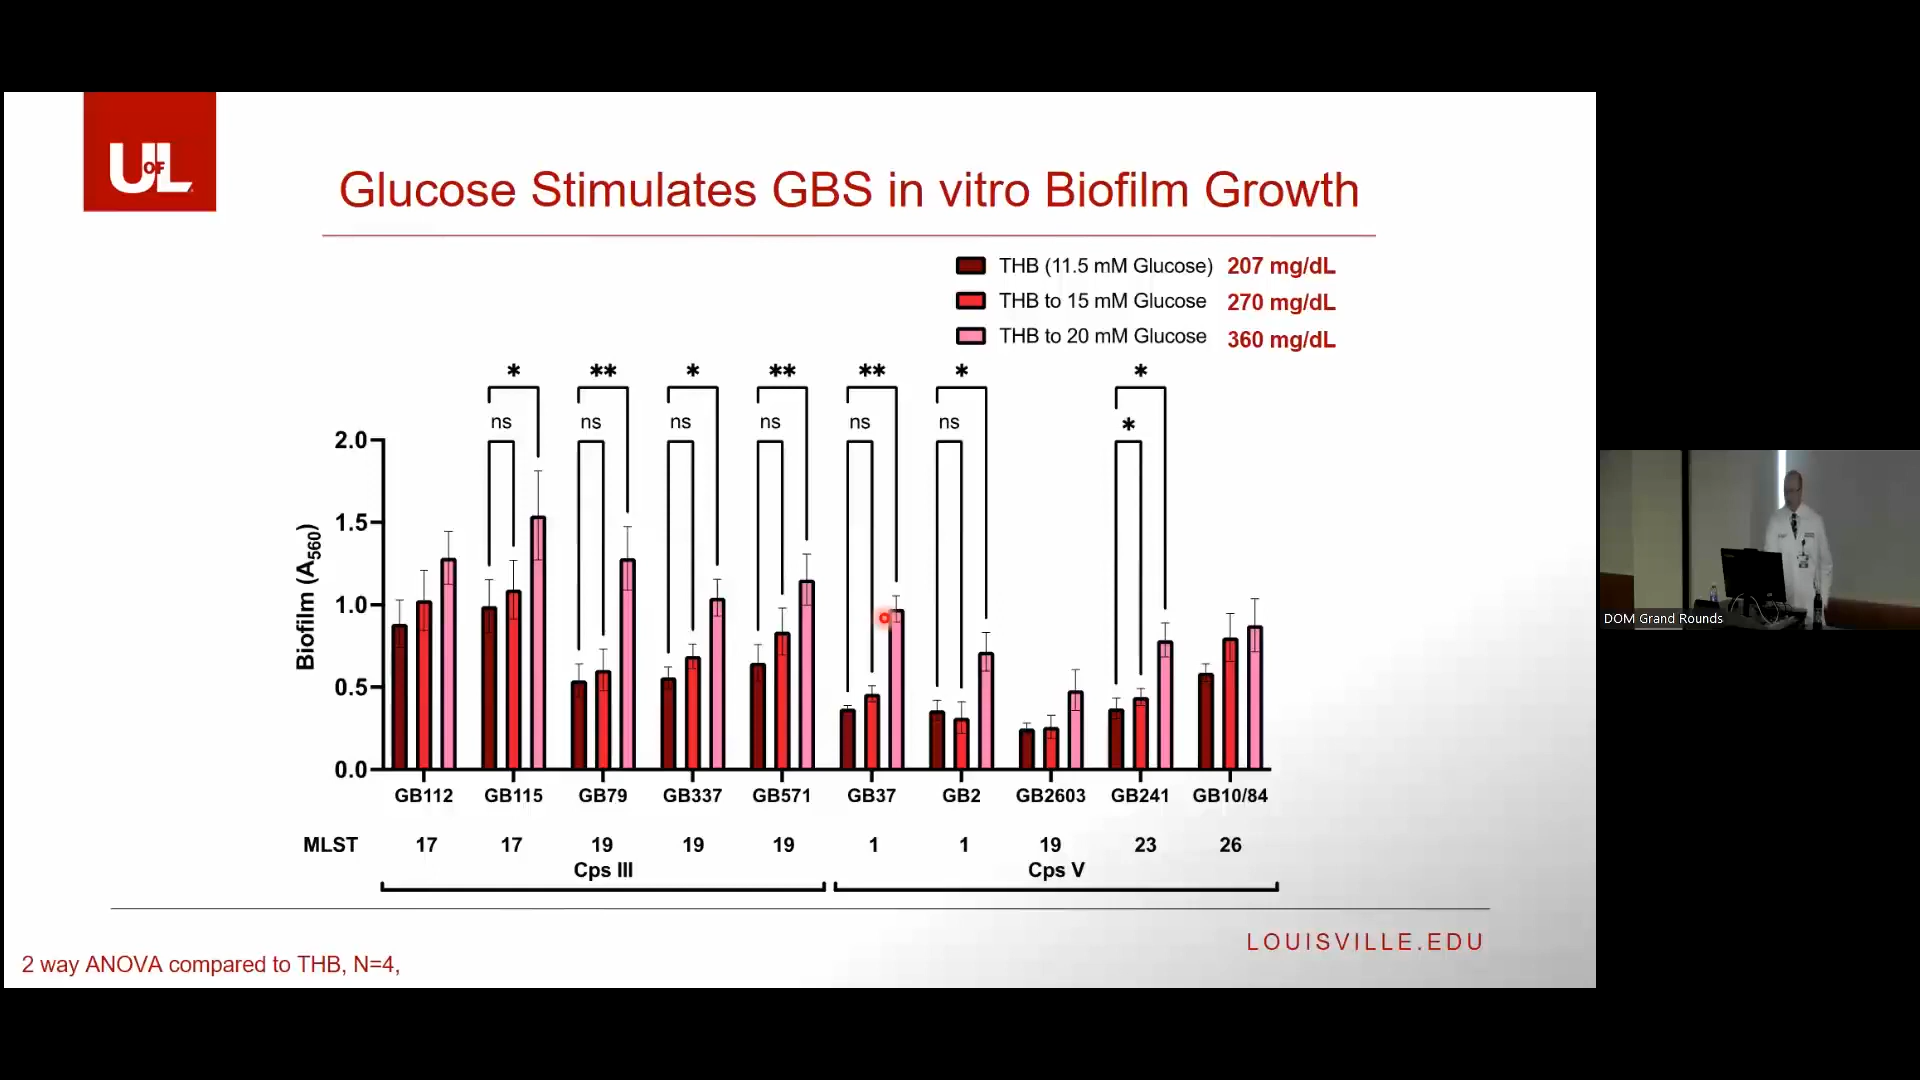 UofL
Glucose Stimulates GBS in vitro Biofilm Growth
THB (11.5 mM Glucose) 207 mg/dL
THB to 15 mM Glucose 270 mg/dL
THB to 20 mM Glucose 360 mg/dL
* ** * ** ** * *
ns ns ns ns ns ns *
Biofilm (A560)
2.0
1.5
1.0
0.5
0.0
GB112 GB115 GB79 GB337 GB571 GB37 GB2 GB2603 GB241 GB10/84
MLST 17 17 19 19 19 1 1 19 23 26
Cps III Cps V
LOUISVILLE.EDU
2 way ANOVA compared to THB, N=4,
DOM Grand Rounds